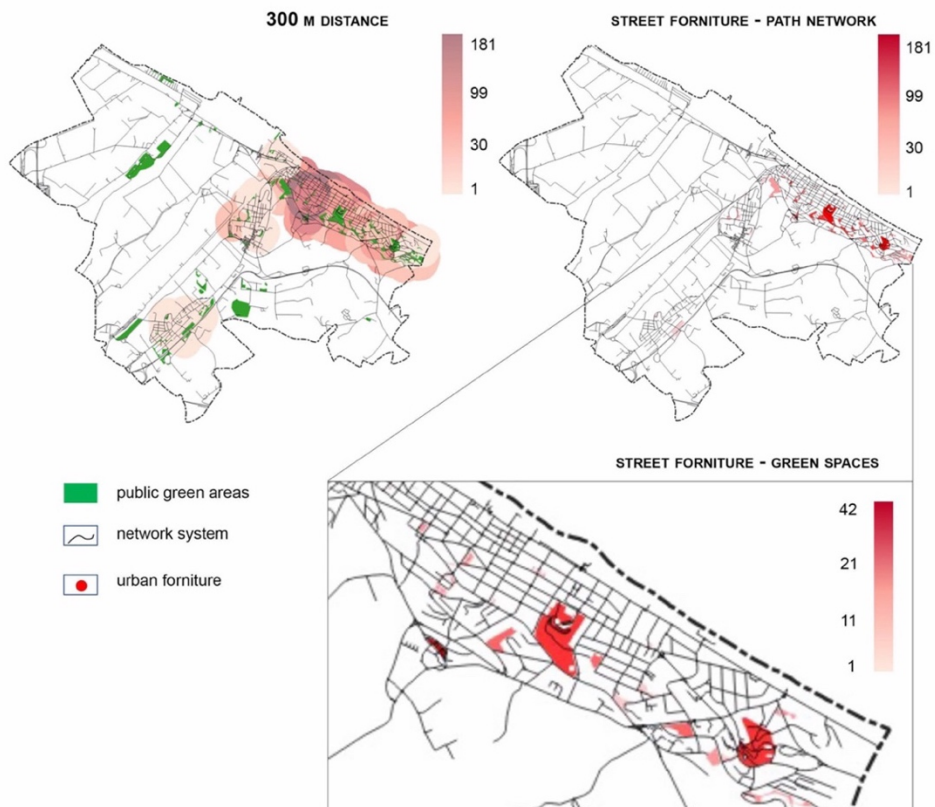 300 M DISTANCE
181
99
30
1
STREET FORNITURE - PATH NETWORK
181
99
30
1
STREET FORNITURE - GREEN SPACES
42
21
11
1
public green areas
network system
urban forniture